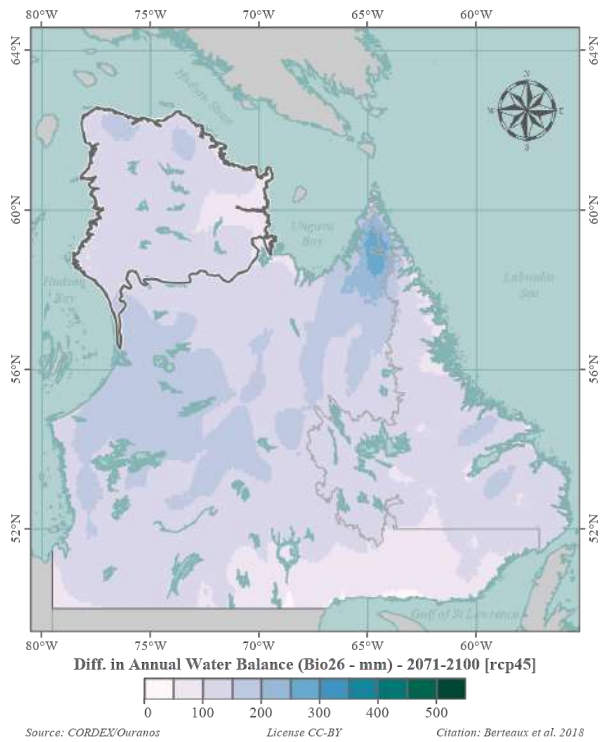 80°W 75°W 70°W 65°W 60°W
64°N 64°N
N
W E
S
Hudson Strait
60°N 60°N
Ungava
Bay
Hudson
Bay
Labrador
Sea
56°N 56°N
52°N 52°N
Gulf of St Lawrence
80°W 75°W 70°W 65°W 60°W
Diff. in Annual Water Balance (Bio26 - mm) - 2071-2100 [rcp45]
0 100 200 300 400 500
Source: CORDEX/Ouranos License CC-BY Citation: Berteaux et al. 2018